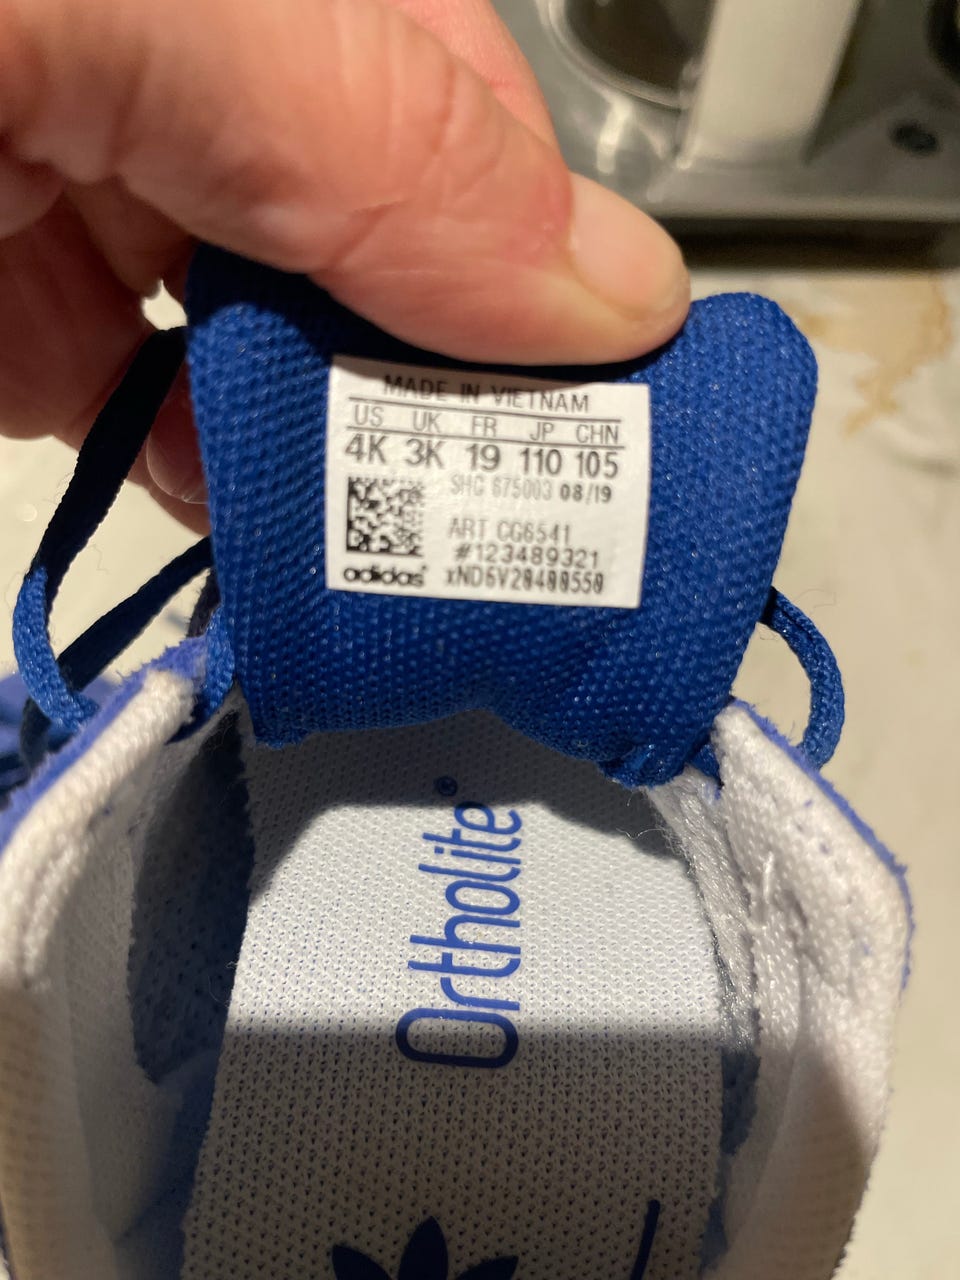 MADE IN VIETNAM
US UK FR JP CHN
4K 3K 19 110 105
SHC 675003 08/19
ART CG6541
#123489321
adidas xND6V20400550
Ortholite®